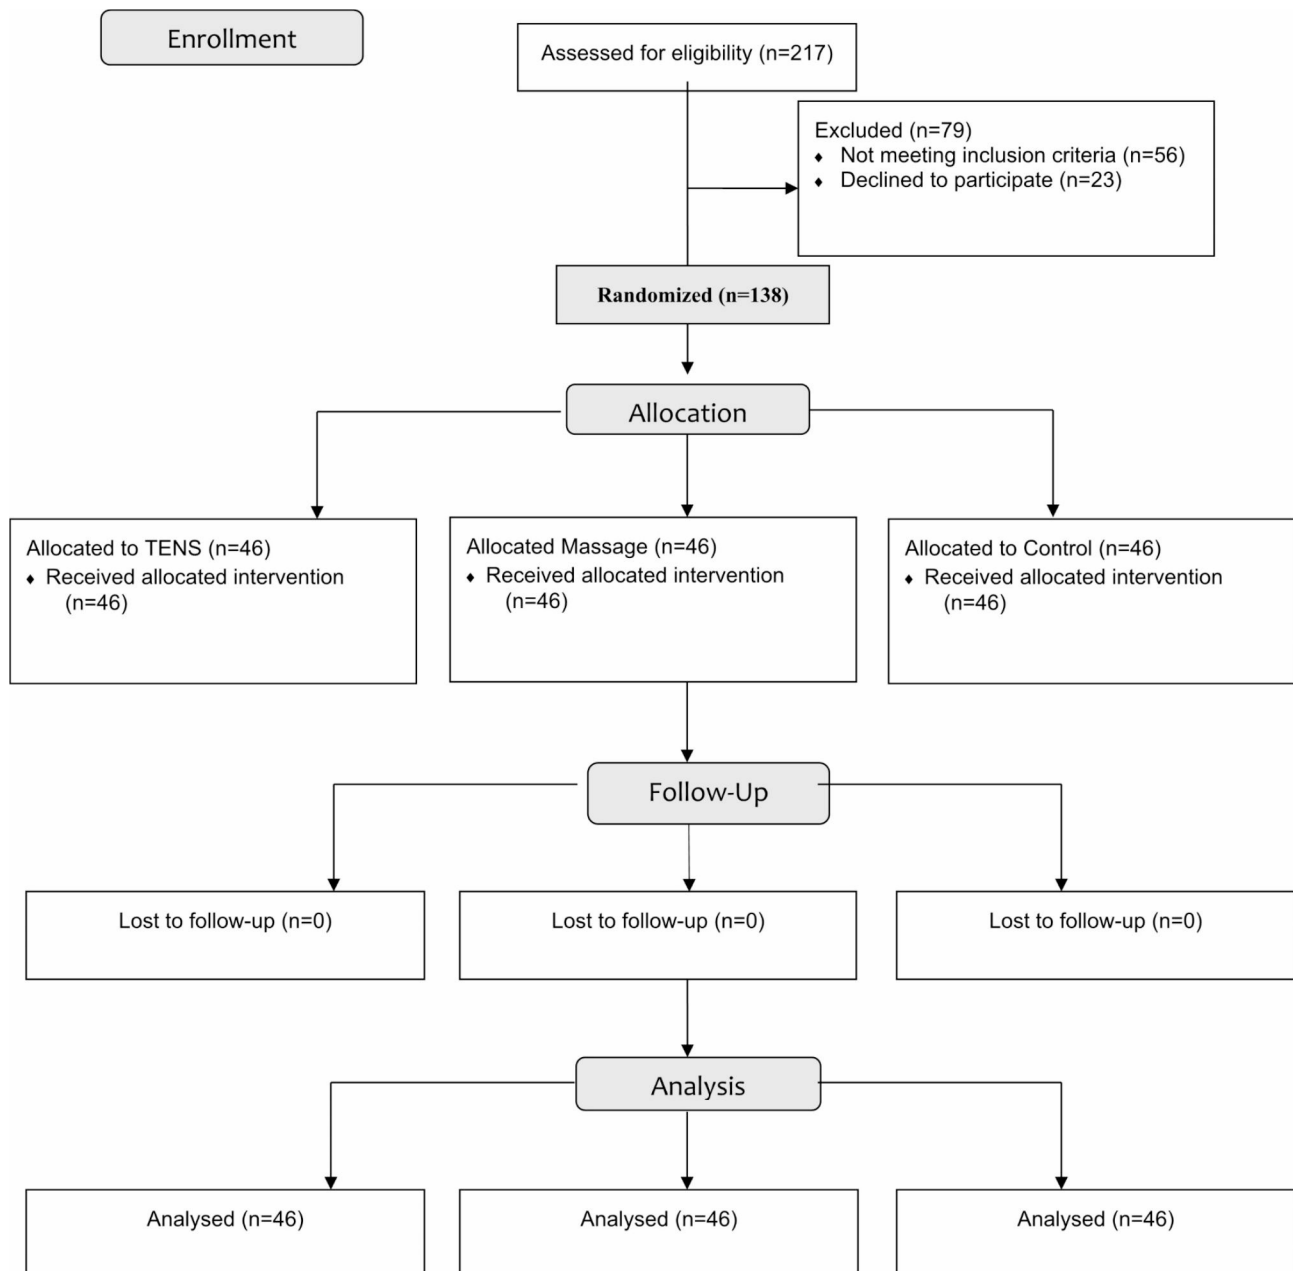 Enrollment
Assessed for eligibility (n=217)
Excluded (n=79)
♦ Not meeting inclusion criteria (n=56)
♦ Declined to participate (n=23)
Randomized (n=138)
Allocation
Allocated to TENS (n=46)
♦ Received allocated intervention
(n=46)
Allocated Massage (n=46)
♦ Received allocated intervention
(n=46)
Allocated to Control (n=46)
♦ Received allocated intervention
(n=46)
Follow-Up
Lost to follow-up (n=0)
Lost to follow-up (n=0)
Lost to follow-up (n=0)
Analysis
Analysed (n=46)
Analysed (n=46)
Analysed (n=46)